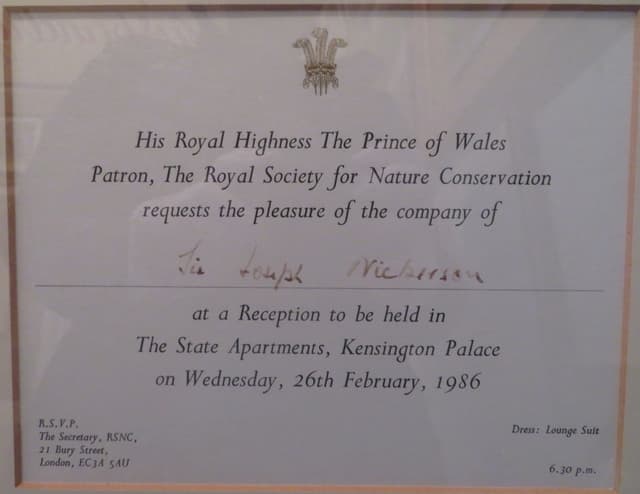 His Royal Highness The Prince of Wales
Patron, The Royal Society for Nature Conservation
requests the pleasure of the company of
Sir Joseph Nickerson
at a Reception to be held in
The State Apartments, Kensington Palace
on Wednesday, 26th February, 1986
R.S.V.P.
The Secretary, RSNC,
21 Bury Street,
London, EC3A 5AU
Dress: Lounge Suit
6.30 p.m.